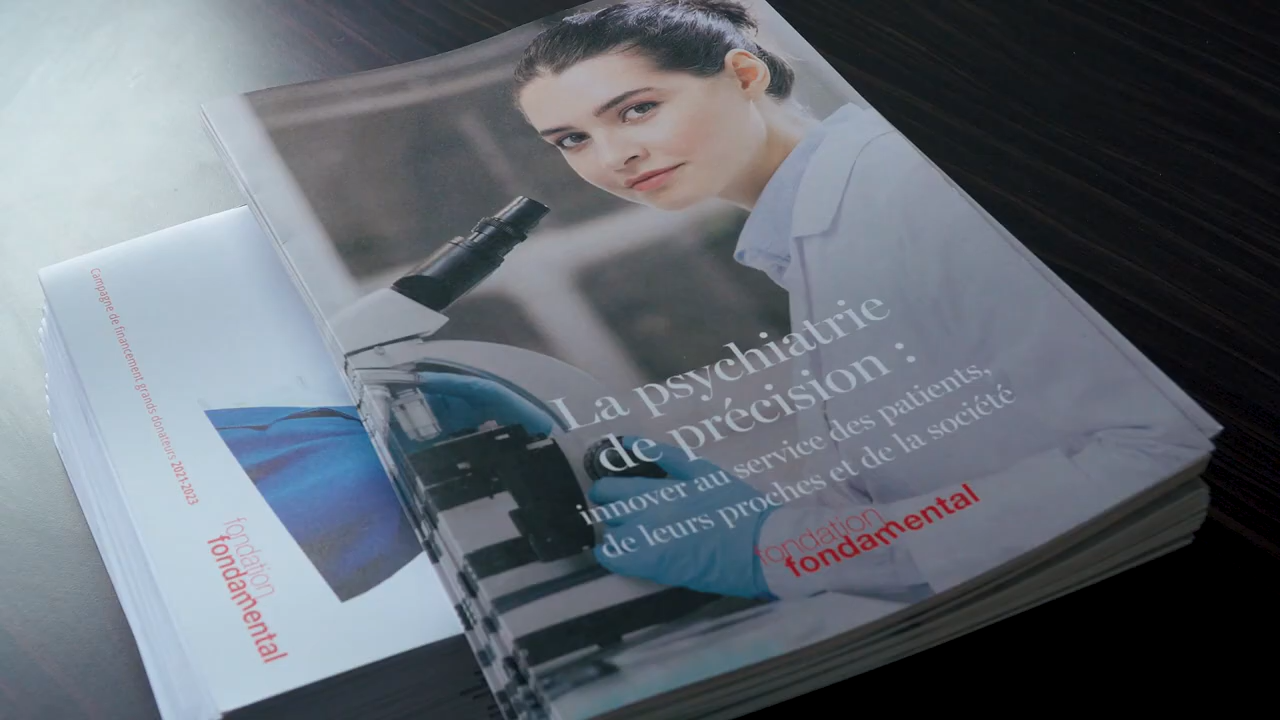 La psychiatrie
de précision :
innover au service des patients,
de leurs proches et de la société
fondation
fondamental
Campagne de financement grands donateurs 2021-2023
fondation
fondamental